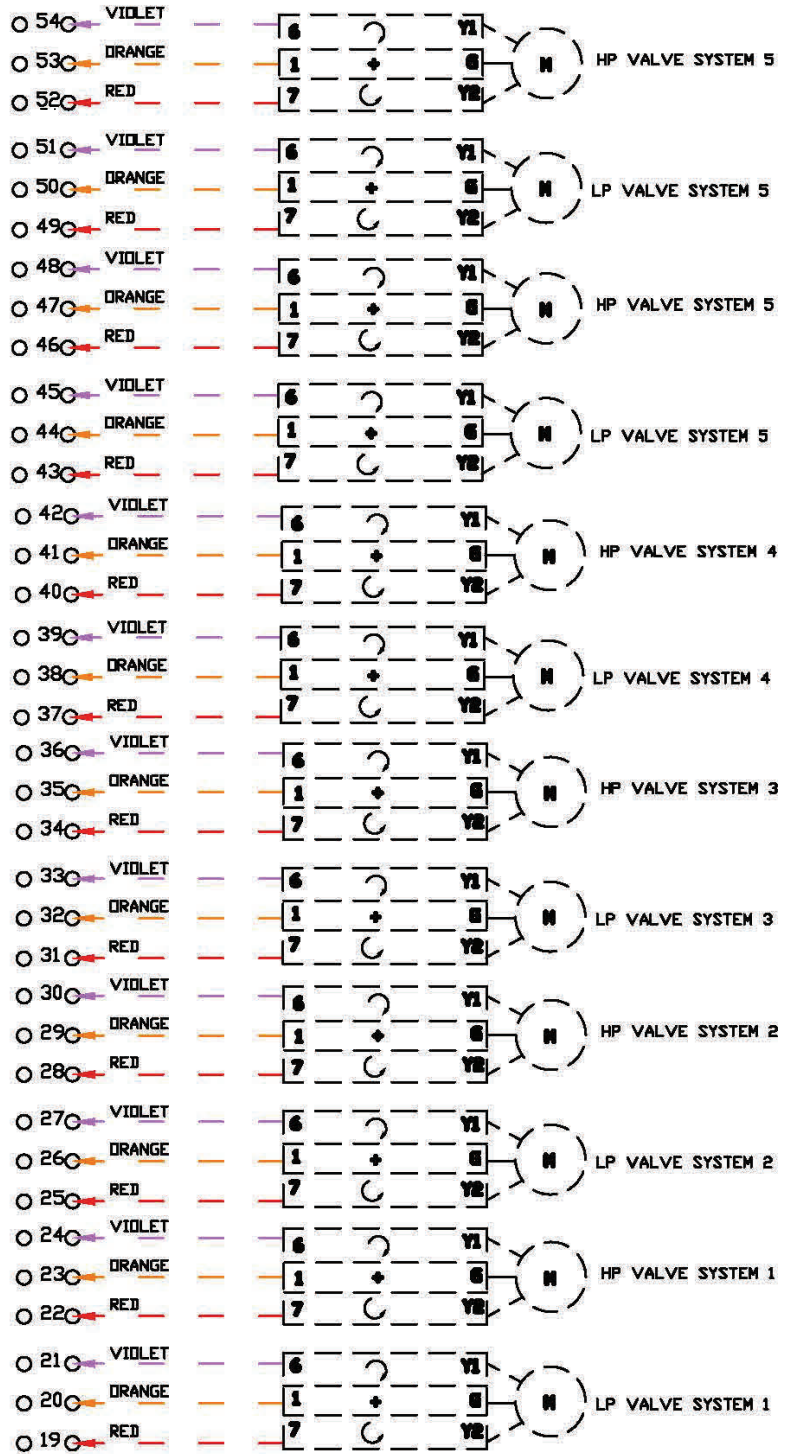 54 VIOLET 6 Y1
53 ORANGE 1 + G M HP VALVE SYSTEM 5
52 RED 7 Y2
51 VIOLET 6 Y1
50 ORANGE 1 + G M LP VALVE SYSTEM 5
49 RED 7 Y2
48 VIOLET 6 Y1
47 ORANGE 1 + G M HP VALVE SYSTEM 5
46 RED 7 Y2
45 VIOLET 6 Y1
44 ORANGE 1 + G M LP VALVE SYSTEM 5
43 RED 7 Y2
42 VIOLET 6 Y1
41 ORANGE 1 + G M HP VALVE SYSTEM 4
40 RED 7 Y2
39 VIOLET 6 Y1
38 ORANGE 1 + G M LP VALVE SYSTEM 4
37 RED 7 Y2
36 VIOLET 6 Y1
35 ORANGE 1 + G M HP VALVE SYSTEM 3
34 RED 7 Y2
33 VIOLET 6 Y1
32 ORANGE 1 + G M LP VALVE SYSTEM 3
31 RED 7 Y2
30 VIOLET 6 Y1
29 ORANGE 1 + G M HP VALVE SYSTEM 2
28 RED 7 Y2
27 VIOLET 6 Y1
26 ORANGE 1 + G M LP VALVE SYSTEM 2
25 RED 7 Y2
24 VIOLET 6 Y1
23 ORANGE 1 + G M HP VALVE SYSTEM 1
22 RED 7 Y2
21 VIOLET 6 Y1
20 ORANGE 1 + G M LP VALVE SYSTEM 1
19 RED 7 Y2